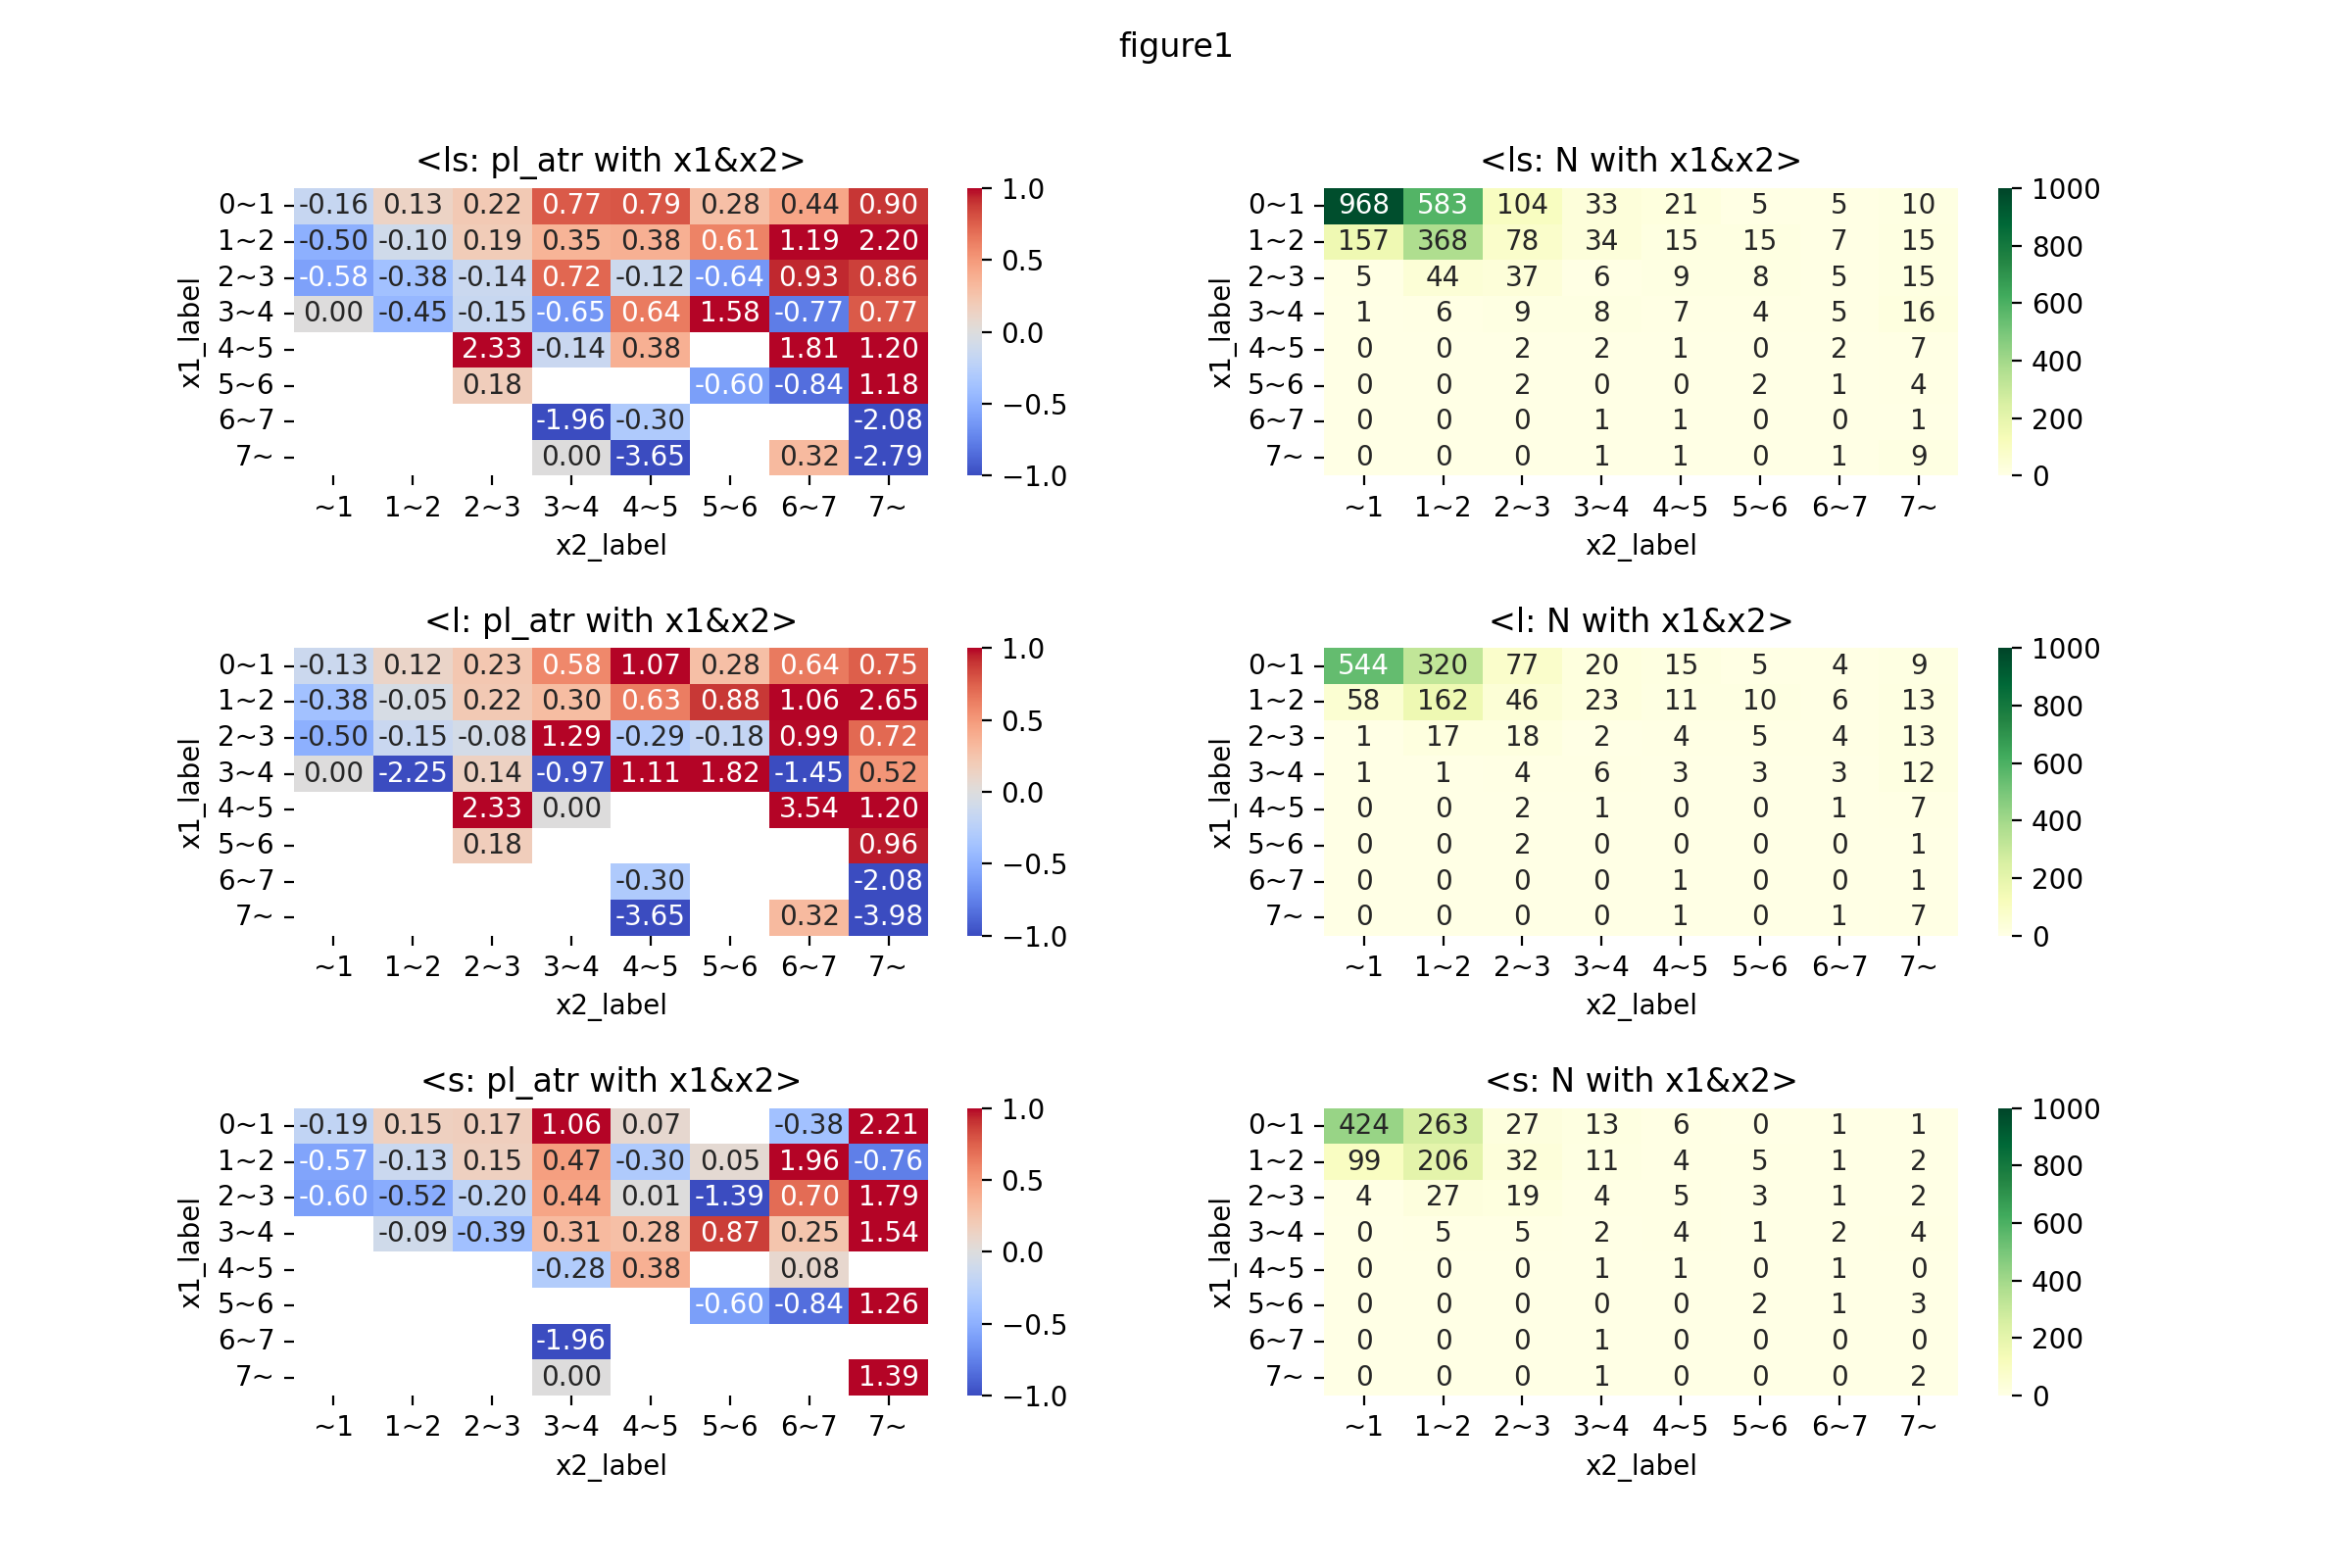 figure1
<ls: pl_atr with x1&x2>
0~1 -0.16 0.13 0.22 0.77 0.79 0.28 0.44 0.90
1~2 -0.50 -0.10 0.19 0.35 0.38 0.61 1.19 2.20
2~3 -0.58 -0.38 -0.14 0.72 -0.12 -0.64 0.93 0.86
3~4 0.00 -0.45 -0.15 -0.65 0.64 1.58 -0.77 0.77
4~5 2.33 -0.14 0.38 1.81 1.20
5~6 0.18 -0.60 -0.84 1.18
6~7 -1.96 -0.30 -2.08
7~ 0.00 -3.65 0.32 -2.79
x1_label
~1 1~2 2~3 3~4 4~5 5~6 6~7 7~
x2_label
1.0
0.5
0.0
−0.5
−1.0
<ls: N with x1&x2>
0~1 968 583 104 33 21 5 5 10
1~2 157 368 78 34 15 15 7 15
2~3 5 44 37 6 9 8 5 15
3~4 1 6 9 8 7 4 5 16
4~5 0 0 2 2 1 0 2 7
5~6 0 0 2 0 0 2 1 4
6~7 0 0 0 1 1 0 0 1
7~ 0 0 0 1 1 0 1 9
x1_label
~1 1~2 2~3 3~4 4~5 5~6 6~7 7~
x2_label
1000
800
600
400
200
0
<l: pl_atr with x1&x2>
0~1 -0.13 0.12 0.23 0.58 1.07 0.28 0.64 0.75
1~2 -0.38 -0.05 0.22 0.30 0.63 0.88 1.06 2.65
2~3 -0.50 -0.15 -0.08 1.29 -0.29 -0.18 0.99 0.72
3~4 0.00 -2.25 0.14 -0.97 1.11 1.82 -1.45 0.52
4~5 2.33 0.00 3.54 1.20
5~6 0.18 0.96
6~7 -0.30 -2.08
7~ -3.65 0.32 -3.98
x1_label
~1 1~2 2~3 3~4 4~5 5~6 6~7 7~
x2_label
1.0
0.5
0.0
−0.5
−1.0
<l: N with x1&x2>
0~1 544 320 77 20 15 5 4 9
1~2 58 162 46 23 11 10 6 13
2~3 1 17 18 2 4 5 4 13
3~4 1 1 4 6 3 3 3 12
4~5 0 0 2 1 0 0 1 7
5~6 0 0 2 0 0 0 0 1
6~7 0 0 0 0 1 0 0 1
7~ 0 0 0 0 1 0 1 7
x1_label
~1 1~2 2~3 3~4 4~5 5~6 6~7 7~
x2_label
1000
800
600
400
200
0
<s: pl_atr with x1&x2>
0~1 -0.19 0.15 0.17 1.06 0.07 -0.38 2.21
1~2 -0.57 -0.13 0.15 0.47 -0.30 0.05 1.96 -0.76
2~3 -0.60 -0.52 -0.20 0.44 0.01 -1.39 0.70 1.79
3~4 -0.09 -0.39 0.31 0.28 0.87 0.25 1.54
4~5 -0.28 0.38 0.08
5~6 -0.60 -0.84 1.26
6~7 -1.96
7~ 0.00 1.39
x1_label
~1 1~2 2~3 3~4 4~5 5~6 6~7 7~
x2_label
1.0
0.5
0.0
−0.5
−1.0
<s: N with x1&x2>
0~1 424 263 27 13 6 0 1 1
1~2 99 206 32 11 4 5 1 2
2~3 4 27 19 4 5 3 1 2
3~4 0 5 5 2 4 1 2 4
4~5 0 0 0 1 1 0 1 0
5~6 0 0 0 0 0 2 1 3
6~7 0 0 0 1 0 0 0 0
7~ 0 0 0 1 0 0 0 2
x1_label
~1 1~2 2~3 3~4 4~5 5~6 6~7 7~
x2_label
1000
800
600
400
200
0